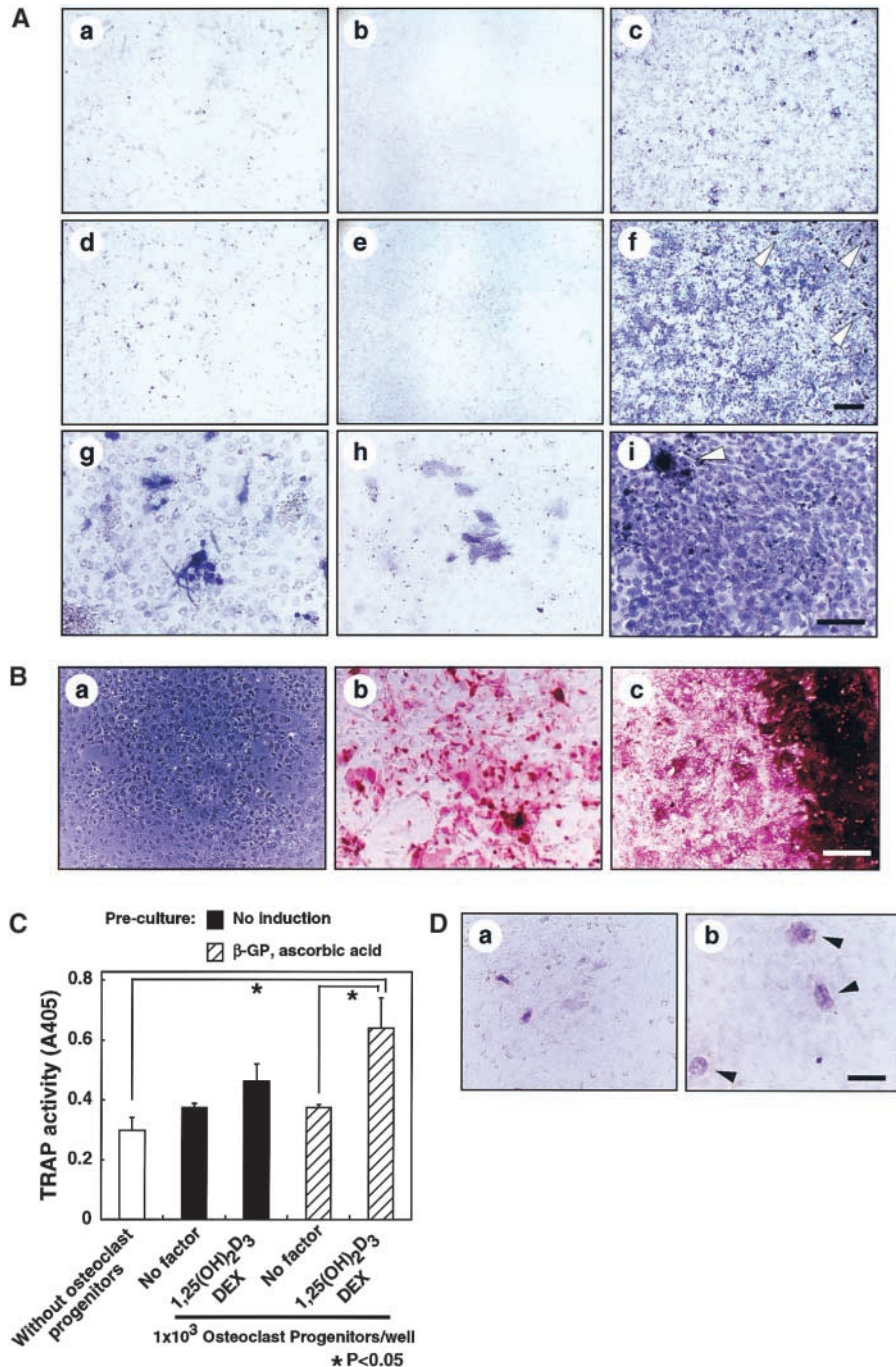 A
a
b
c
d
e
f
g
h
i
B
a
b
c
C
Pre-culture:
No induction
β-GP, ascorbic acid
TRAP activity (A405)
0.8
0.6
0.4
0.2
0
*
*
Without osteoclast
progenitors
No factor
1,25(OH)2D3
DEX
No factor
1,25(OH)2D3
DEX
1x10³ Osteoclast Progenitors/well
* P<0.05
D
a
b